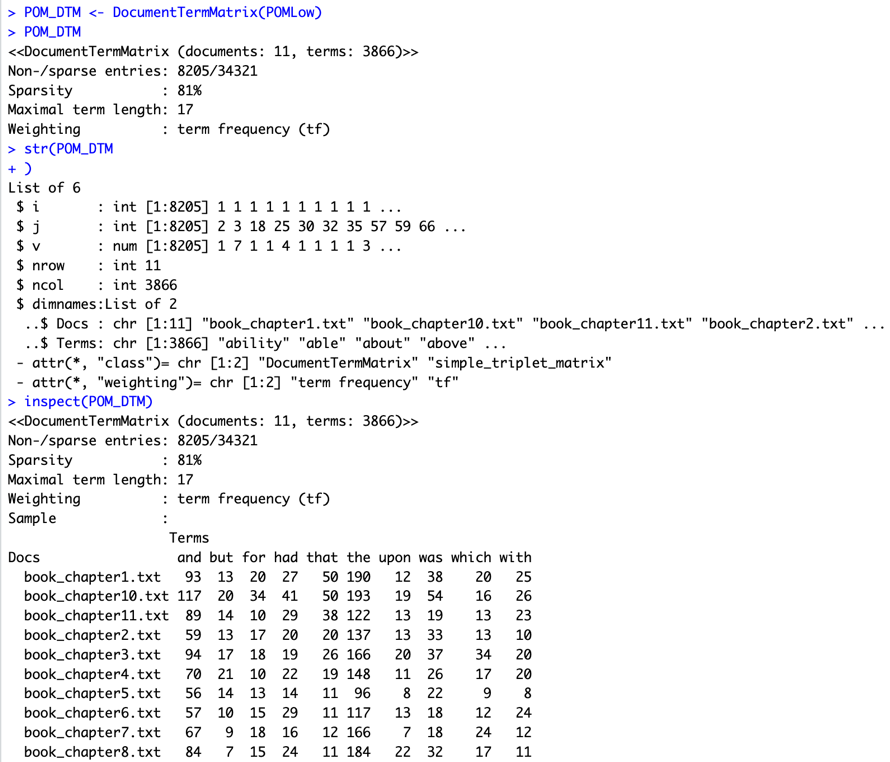 > POM_DTM <- DocumentTermMatrix(POMLow)
> POM_DTM
<<DocumentTermMatrix (documents: 11, terms: 3866)>>
Non-/sparse entries: 8205/34321
Sparsity           : 81%
Maximal term length: 17
Weighting          : term frequency (tf)
> str(POM_DTM
+ )
List of 6
 $ i       : int [1:8205] 1 1 1 1 1 1 1 1 1 1 ...
 $ j       : int [1:8205] 2 3 18 25 30 32 35 57 59 66 ...
 $ v       : num [1:8205] 1 7 1 1 4 1 1 1 1 3 ...
 $ nrow    : int 11
 $ ncol    : int 3866
 $ dimnames:List of 2
  ..$ Docs : chr [1:11] "book_chapter1.txt" "book_chapter10.txt" "book_chapter11.txt" "book_chapter2.txt" ...
  ..$ Terms: chr [1:3866] "ability" "able" "about" "above" ...
 - attr(*, "class")= chr [1:2] "DocumentTermMatrix" "simple_triplet_matrix"
 - attr(*, "weighting")= chr [1:2] "term frequency" "tf"
> inspect(POM_DTM)
<<DocumentTermMatrix (documents: 11, terms: 3866)>>
Non-/sparse entries: 8205/34321
Sparsity           : 81%
Maximal term length: 17
Weighting          : term frequency (tf)
Sample             :
                    Terms
Docs                 and but for had that the upon was which with
  book_chapter1.txt   93  13  20  27   50 190   12  38    20   25
  book_chapter10.txt 117  20  34  41   50 193   19  54    16   26
  book_chapter11.txt  89  14  10  29   38 122   13  19    13   23
  book_chapter2.txt   59  13  17  20   20 137   13  33    13   10
  book_chapter3.txt   94  17  18  19   26 166   20  37    34   20
  book_chapter4.txt   70  21  10  22   19 148   11  26    17   20
  book_chapter5.txt   56  14  13  14   11  96    8  22     9    8
  book_chapter6.txt   57  10  15  29   11 117   13  18    12   24
  book_chapter7.txt   67   9  18  16   12 166    7  18    24   12
  book_chapter8.txt   84   7  15  24   11 184   22  32    17   11